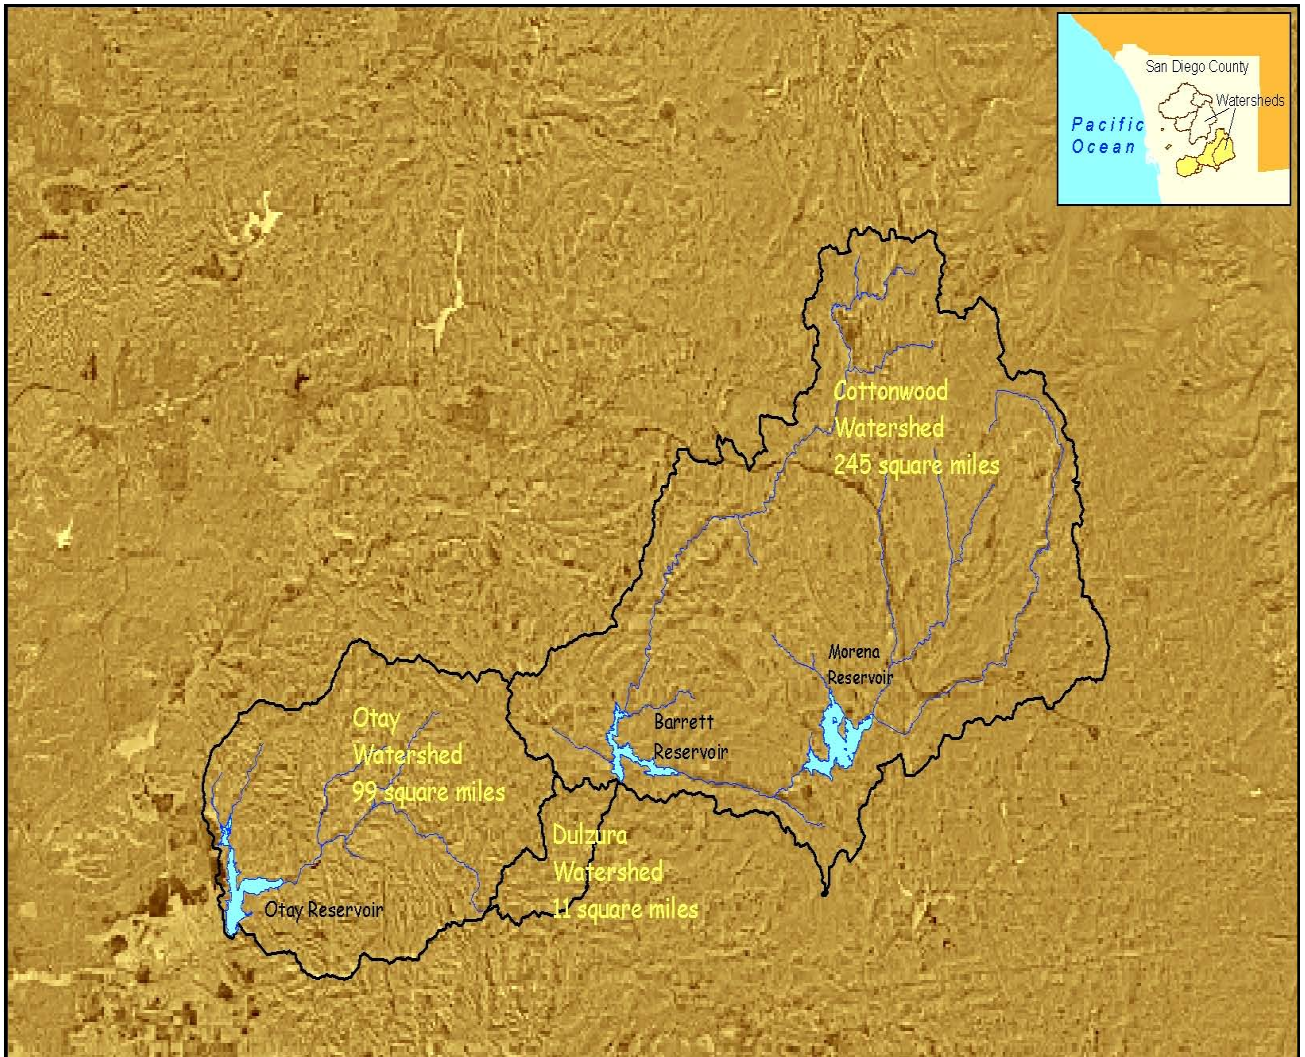 San Diego County
Watersheds
Pacific
Ocean
Cottonwood
Watershed
245 square miles
Morena
Reservoir
Barrett
Reservoir
Otay
Watershed
99 square miles
Dulzura
Watershed
11 square miles
Otay Reservoir